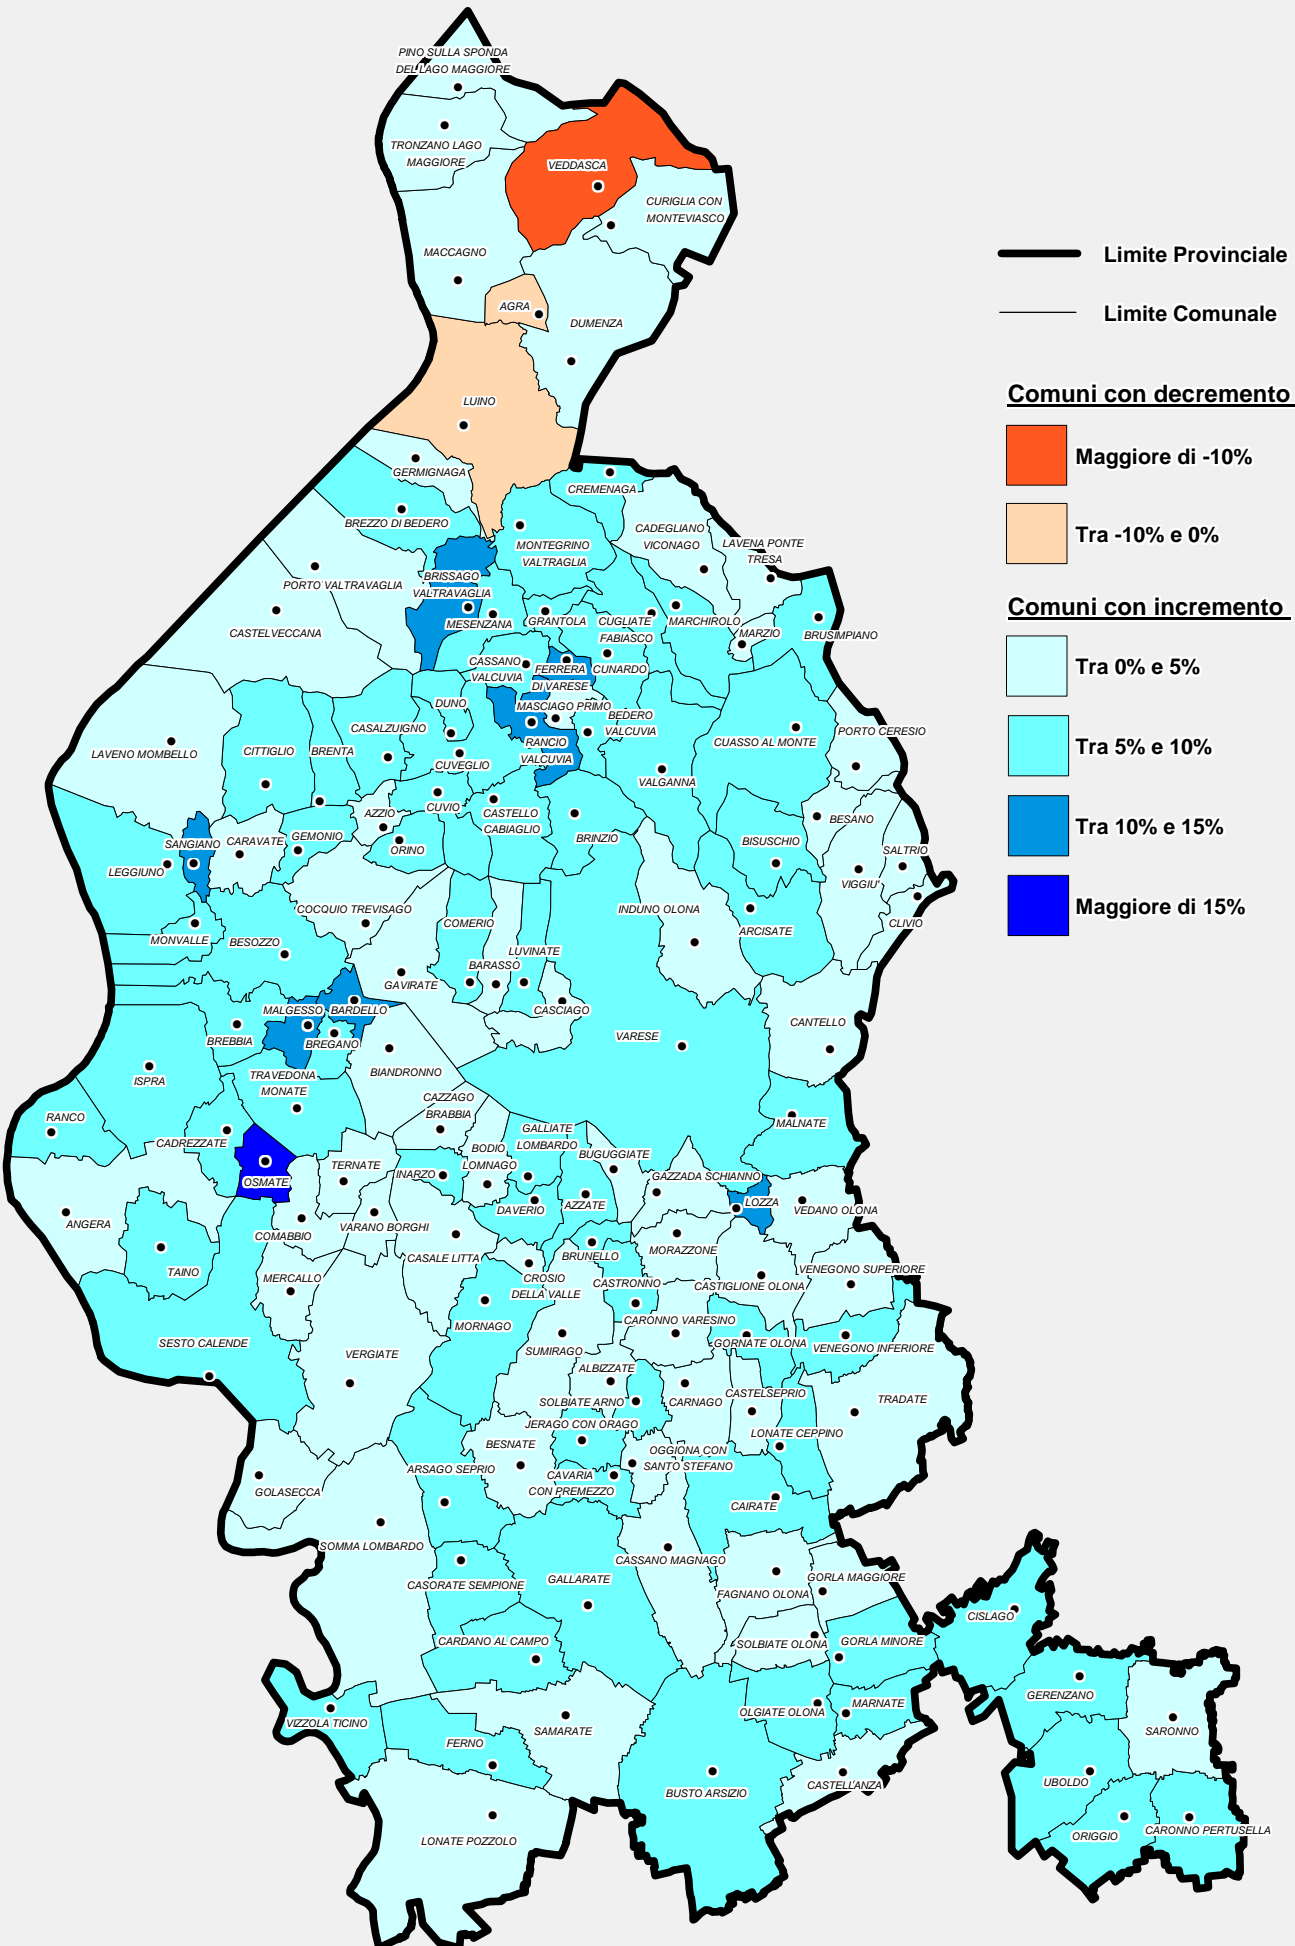 PINO SULLA SPONDA
DEL LAGO MAGGIORE
TRONZANO LAGO
MAGGIORE
VEDDASCA
CURIGLIA CON
MONTEVIASCO
MACCAGNO
AGRA
DUMENZA
LUINO
GERMIGNAGA
CREMENAGA
BREZZO DI BEDERO
CADEGLIANO
VICONAGO
LAVENA PONTE
TRESA
MONTEGRINO
VALTRAGLIA
PORTO VALTRAVAGLIA
BRISSAGO
VALTRAVAGLIA
MESENZANA
GRANTOLA
CUGLIATE
FABIASCO
MARCHIROLO
MARZIO
BRUSIMPIANO
CASTELVECCANA
CASSANO
VALCUVIA
FERRERA
DI VARESE
CUNARDO
MASCIAGO PRIMO
DUNO
BEDERO
VALCUVIA
RANCIO
VALCUVIA
CUASSO AL MONTE
PORTO CERESIO
LAVENO MOMBELLO
CITTIGLIO
BRENTA
CASALZUIGNO
CUVEGLIO
VALGANNA
CUVIO
CASTELLO
CABIAGLIO
AZZIO
ORINO
BRINZIO
BESANO
BISUSCHIO
SALTRIO
VIGGIU'
CLIVIO
SANGIANO
CARAVATE
GEMONIO
LEGGIUNO
COCQUIO TREVISAGO
COMERIO
INDUNO OLONA
ARCISATE
MONVALLE
BESOZZO
LUVINATE
BARASSO
GAVIRATE
CASCIAGO
CANTELLO
MALGESSO
BARDELLO
BREBBIA
BREGANO
VARESE
BIANDRONNO
ISPRA
TRAVEDONA
MONATE
CAZZAGO
BRABBIA
RANCO
CADREZZATE
MALNATE
GALLIATE
LOMBARDO
BODIO
LOMNAGO
BUGUGGIATE
TERNATE
INARZO
GAZZADA SCHIANNO
OSMATE
LOZZA
VEDANO OLONA
DAVERIO
AZZATE
ANGERA
COMABBIO
VARANO BORGHI
CASALE LITTA
MORAZZONE
BRUNELLO
TAINO
MERCALLO
CROSIO
DELLA VALLE
CASTRONNO
CASTIGLIONE OLONA
VENEGONO SUPERIORE
MORNAGO
CARONNO VARESINO
SESTO CALENDE
VERGIATE
SUMIRAGO
GORNATE OLONA
VENEGONO INFERIORE
ALBIZZATE
SOLBIATE ARNO
CARNAGO
CASTELSEPRIO
TRADATE
JERAGO CON ORAGO
LONATE CEPPINO
BESNATE
OGGIONA CON
SANTO STEFANO
ARSAGO SEPRIO
CAVARIA
CON PREMEZZO
GOLASECCA
CAIRATE
SOMMA LOMBARDO
CASSANO MAGNAGO
CASORATE SEMPIONE
GALLARATE
FAGNANO OLONA
GORLA MAGGIORE
CISLAGO
CARDANO AL CAMPO
SOLBIATE OLONA
GORLA MINORE
GERENZANO
VIZZOLA TICINO
OLGIATE OLONA
MARNATE
SAMARATE
SARONNO
FERNO
UBOLDO
BUSTO ARSIZIO
CASTELLANZA
LONATE POZZOLO
ORIGGIO
CARONNO PERTUSELLA
Limite Provinciale
Limite Comunale
Comuni con decremento
Maggiore di -10%
Tra -10% e 0%
Comuni con incremento
Tra 0% e 5%
Tra 5% e 10%
Tra 10% e 15%
Maggiore di 15%